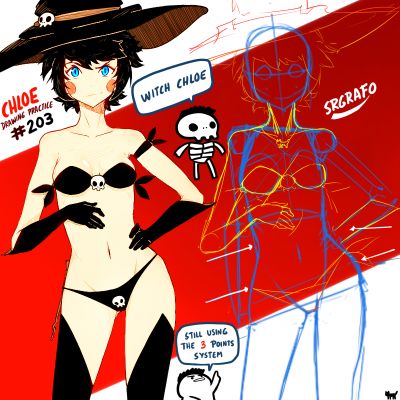 CHLOE
DRAWING PRACTICE
#203
WITCH CHLOE
SRGRAFO
STILL USING
THE 3 POINTS
SYSTEM